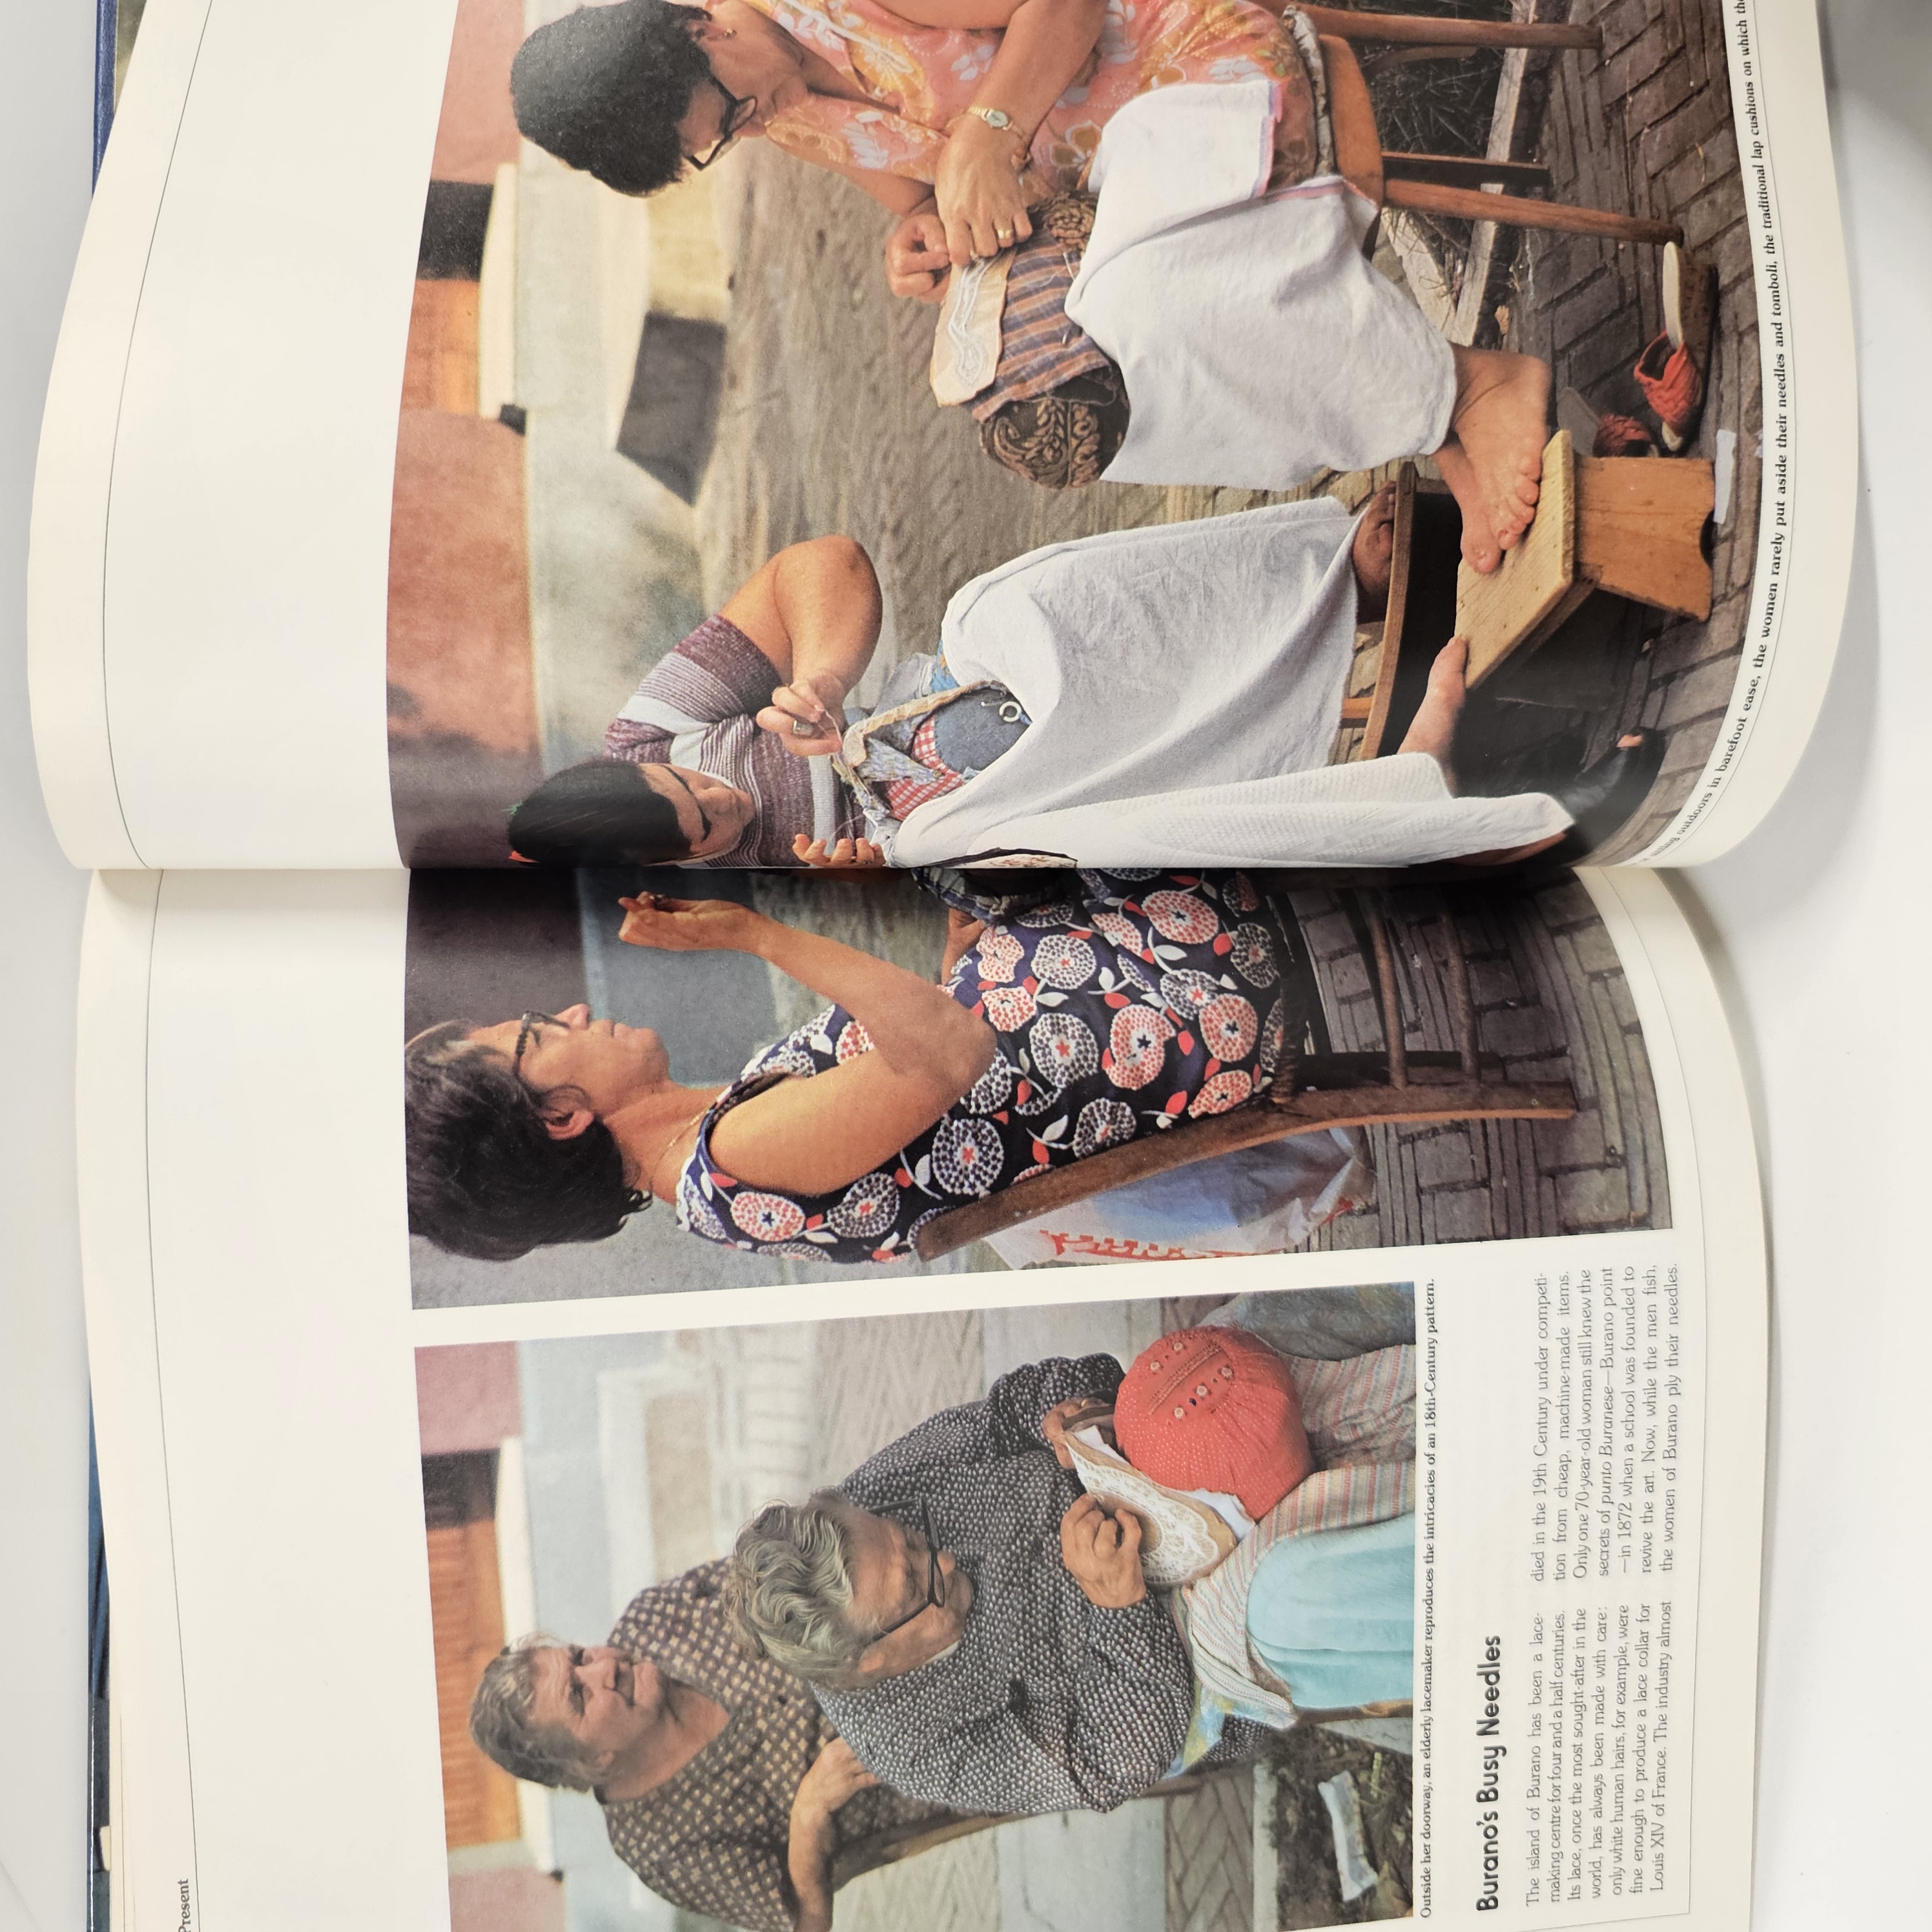 Present
Outside her doorway, an elderly lacemaker reproduces the intricacies of an 18th-Century pattern.
Burano's Busy Needles
The island of Burano has been a lace-
making centre for four and a half centuries.
Its lace, once the most sought-after in the
world, has always been made with care:
only white human hairs, for example, were
fine enough to produce a lace collar for
Louis XIV of France. The industry almost
died in the 19th Century under competi-
tion from cheap, machine-made items.
Only one 70-year-old woman still knew the
secrets of punto Buranese—Burano point
—in 1872 when a school was founded to
revive the art. Now, while the men fish,
the women of Burano ply their needles.
outdoors in barefoot ease, the women rarely put aside their needles and tomboli, the traditional lap cushions on which